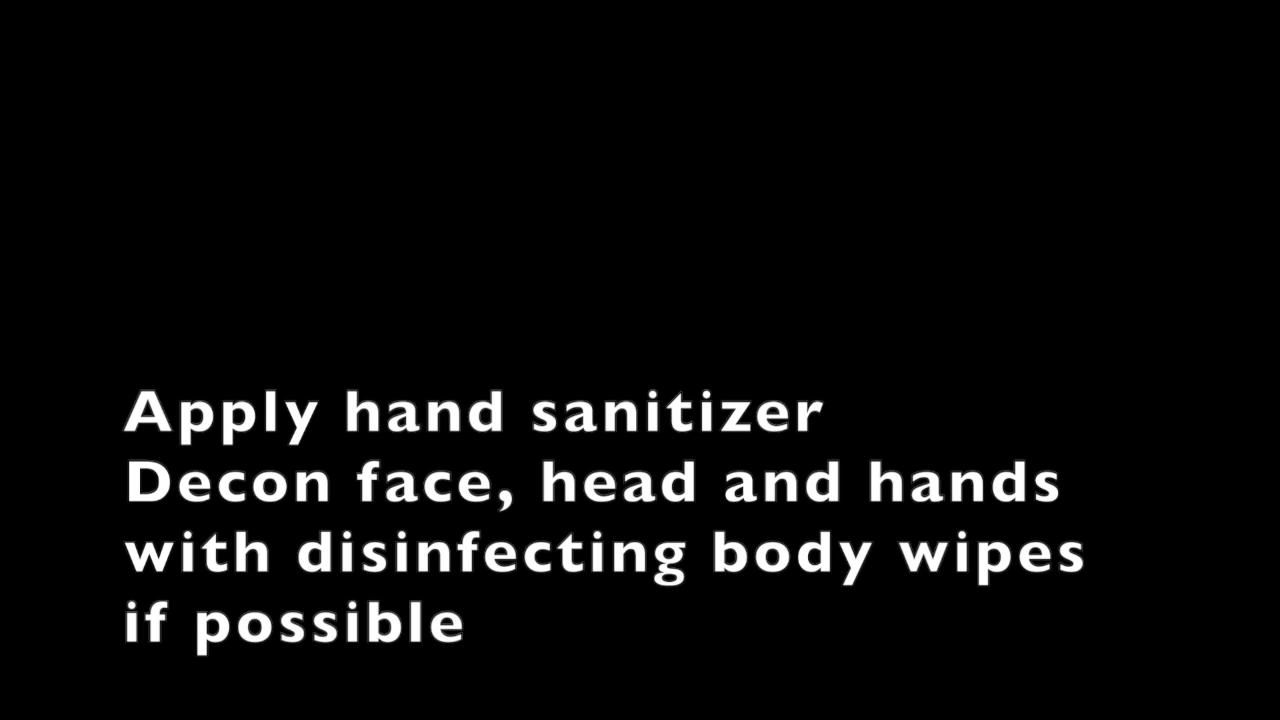 Apply hand sanitizer
Decon face, head and hands
with disinfecting body wipes
if possible